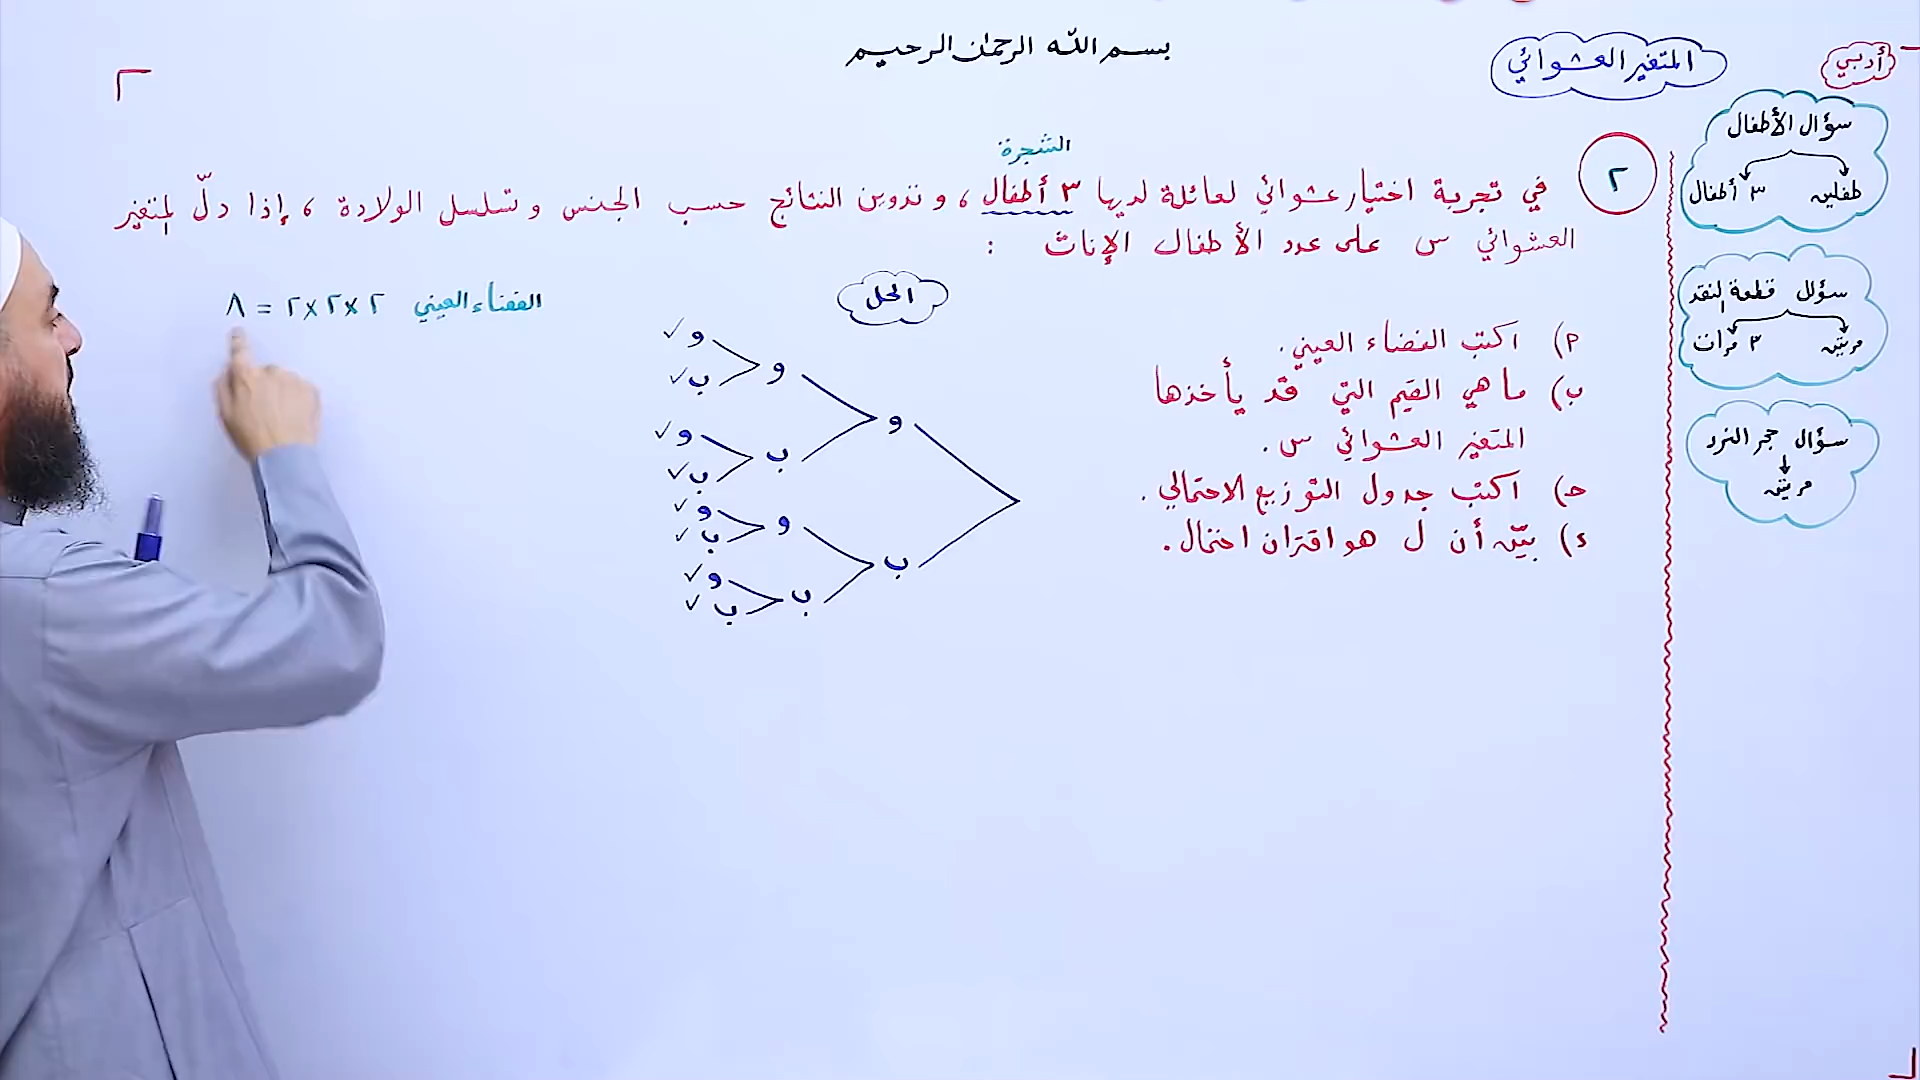 بسم الله الرحمن الرحيم
المتغير العشوائي
أدبي
سؤال الأطفال
طفلين ٣ أطفال
سؤال قطعة النقد
مرتين ٣ مرات
سؤال حجر النرد
مرتين
٢
الشجرة
في تجربة اختيار عشوائي لعائلة لديها ٣ أطفال ، و تدوين النتائج حسب الجنس و تسلسل الولادة ، إذا دلّ المتغير
العشوائي س على عدد الأطفال الإناث :
أ) اكتب الفضاء العيني .
ب) ما هي القيم التي قد يأخذها
المتغير العشوائي س .
جـ) اكتب جدول التوزيع الاحتمالي .
د) بيّن أن ل هو اقتران احتمال .
الحل
الفضاء العيني ٢×٢×٢ = ٨
و
ب
و
ب
و
ب
و ✓
ب ✓
و ✓
ب ✓
و ✓
ب ✓
و ✓
ب ✓